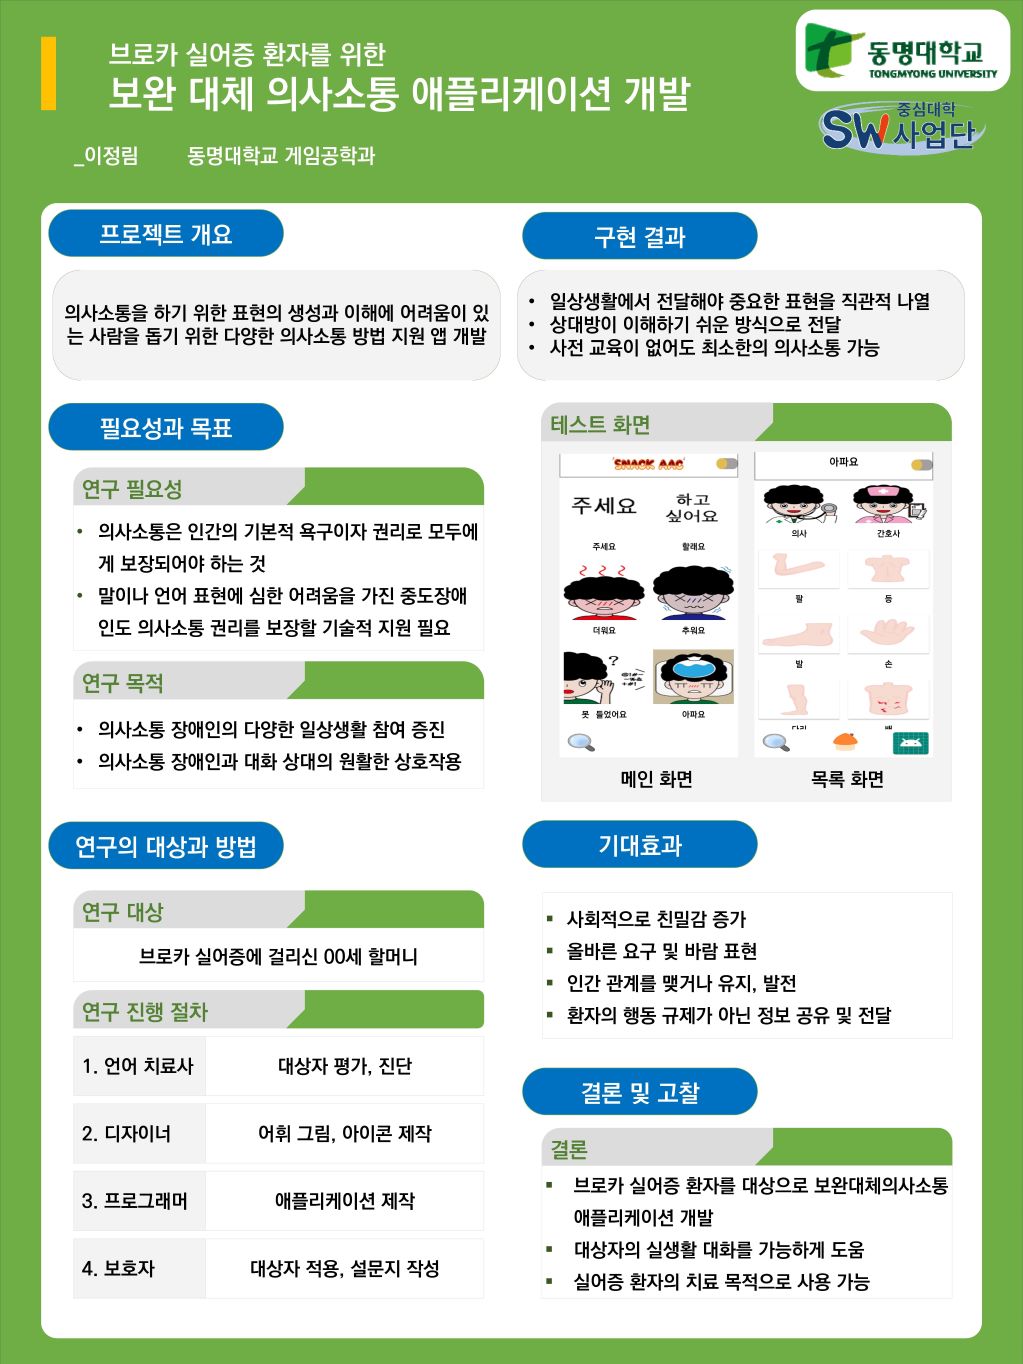 브로카 실어증 환자를 위한
보완 대체 의사소통 애플리케이션 개발
_이정림 동명대학교 게임공학과
동명대학교
TONGMYONG UNIVERSITY
중심대학
SW사업단
프로젝트 개요
의사소통을 하기 위한 표현의 생성과 이해에 어려움이 있
는 사람을 돕기 위한 다양한 의사소통 방법 지원 앱 개발
필요성과 목표
연구 필요성
• 의사소통은 인간의 기본적 욕구이자 권리로 모두에
게 보장되어야 하는 것
• 말이나 언어 표현에 심한 어려움을 가진 중도장애
인도 의사소통 권리를 보장할 기술적 지원 필요
연구 목적
• 의사소통 장애인의 다양한 일상생활 참여 증진
• 의사소통 장애인과 대화 상대의 원활한 상호작용
연구의 대상과 방법
연구 대상
브로카 실어증에 걸리신 00세 할머니
연구 진행 절차
1. 언어 치료사 대상자 평가, 진단
2. 디자이너 어휘 그림, 아이콘 제작
3. 프로그래머 애플리케이션 제작
4. 보호자 대상자 적용, 설문지 작성
구현 결과
• 일상생활에서 전달해야 중요한 표현을 직관적 나열
• 상대방이 이해하기 쉬운 방식으로 전달
• 사전 교육이 없어도 최소한의 의사소통 가능
테스트 화면
SNACK AAC
주세요
하고
싶어요
주세요 할래요
더워요 추워요
?
못 들었어요 아파요
메인 화면
아파요
의사 간호사
팔 등
발 손
다리 배
목록 화면
기대효과
▪ 사회적으로 친밀감 증가
▪ 올바른 요구 및 바람 표현
▪ 인간 관계를 맺거나 유지, 발전
▪ 환자의 행동 규제가 아닌 정보 공유 및 전달
결론 및 고찰
결론
▪ 브로카 실어증 환자를 대상으로 보완대체의사소통
애플리케이션 개발
▪ 대상자의 실생활 대화를 가능하게 도움
▪ 실어증 환자의 치료 목적으로 사용 가능